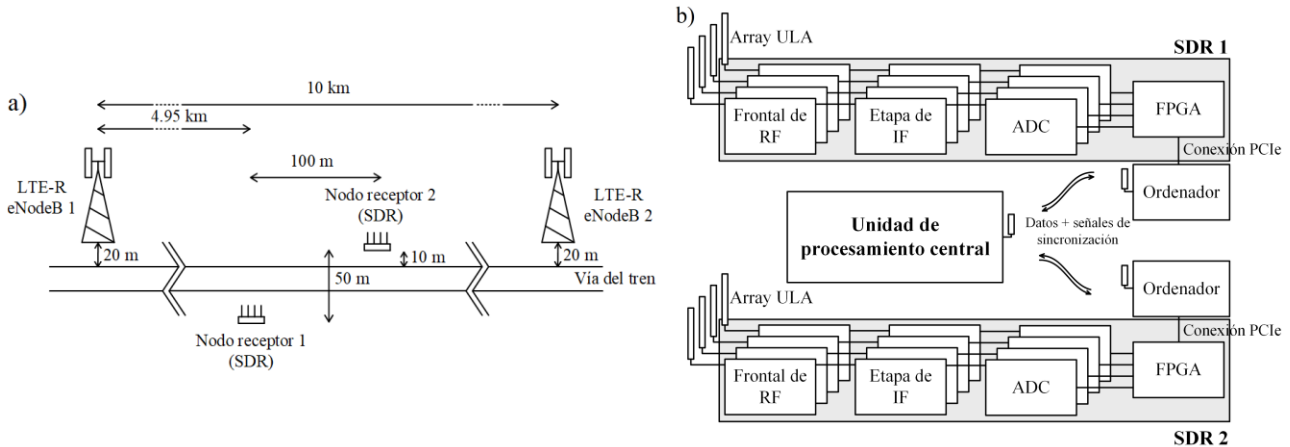 a)
10 km
4.95 km
100 m
LTE-R
eNodeB 1
Nodo receptor 2
(SDR)
LTE-R
eNodeB 2
20 m
10 m
20 m
50 m
Vía del tren
Nodo receptor 1
(SDR)
b)
Array ULA
SDR 1
Frontal de
RF
Etapa de
IF
ADC
FPGA
Conexión PCIe
Ordenador
Unidad de
procesamiento central
Datos + señales de
sincronización
Ordenador
Array ULA
Conexión PCIe
Frontal de
RF
Etapa de
IF
ADC
FPGA
SDR 2